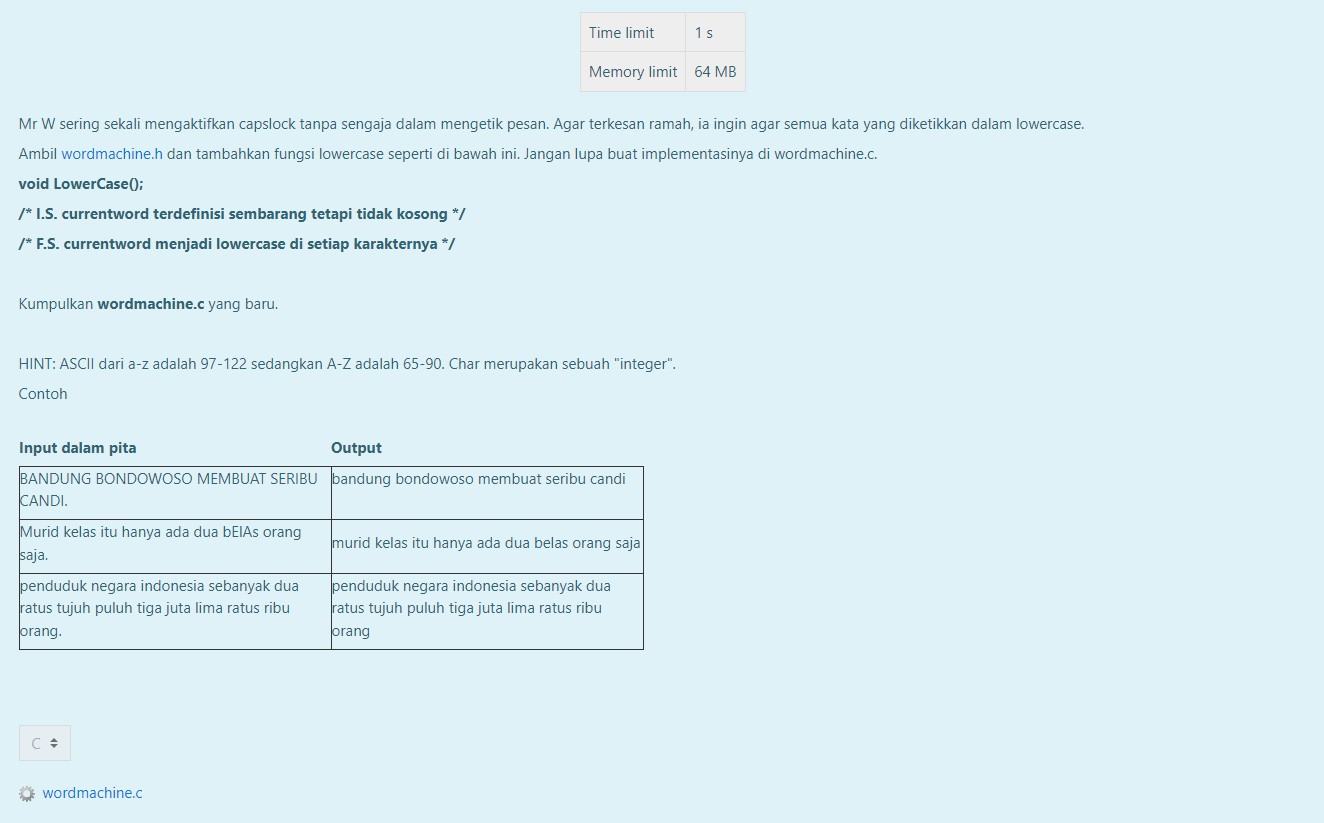 Time limit 1 s
Memory limit 64 MB
Mr W sering sekali mengaktifkan capslock tanpa sengaja dalam mengetik pesan. Agar terkesan ramah, ia ingin agar semua kata yang diketikkan dalam lowercase.
Ambil wordmachine.h dan tambahkan fungsi lowercase seperti di bawah ini. Jangan lupa buat implementasinya di wordmachine.c.
void LowerCase();
/* I.S. currentword terdefinisi sembarang tetapi tidak kosong */
/* F.S. currentword menjadi lowercase di setiap karakternya */
Kumpulkan wordmachine.c yang baru.
HINT: ASCII dari a-z adalah 97-122 sedangkan A-Z adalah 65-90. Char merupakan sebuah "integer".
Contoh
Input dalam pita Output
BANDUNG BONDOWOSO MEMBUAT SERIBU
CANDI.
bandung bondowoso membuat seribu candi
Murid kelas itu hanya ada dua bElAs orang
saja.
murid kelas itu hanya ada dua belas orang saja
penduduk negara indonesia sebanyak dua
ratus tujuh puluh tiga juta lima ratus ribu
orang.
penduduk negara indonesia sebanyak dua
ratus tujuh puluh tiga juta lima ratus ribu
orang
C
wordmachine.c